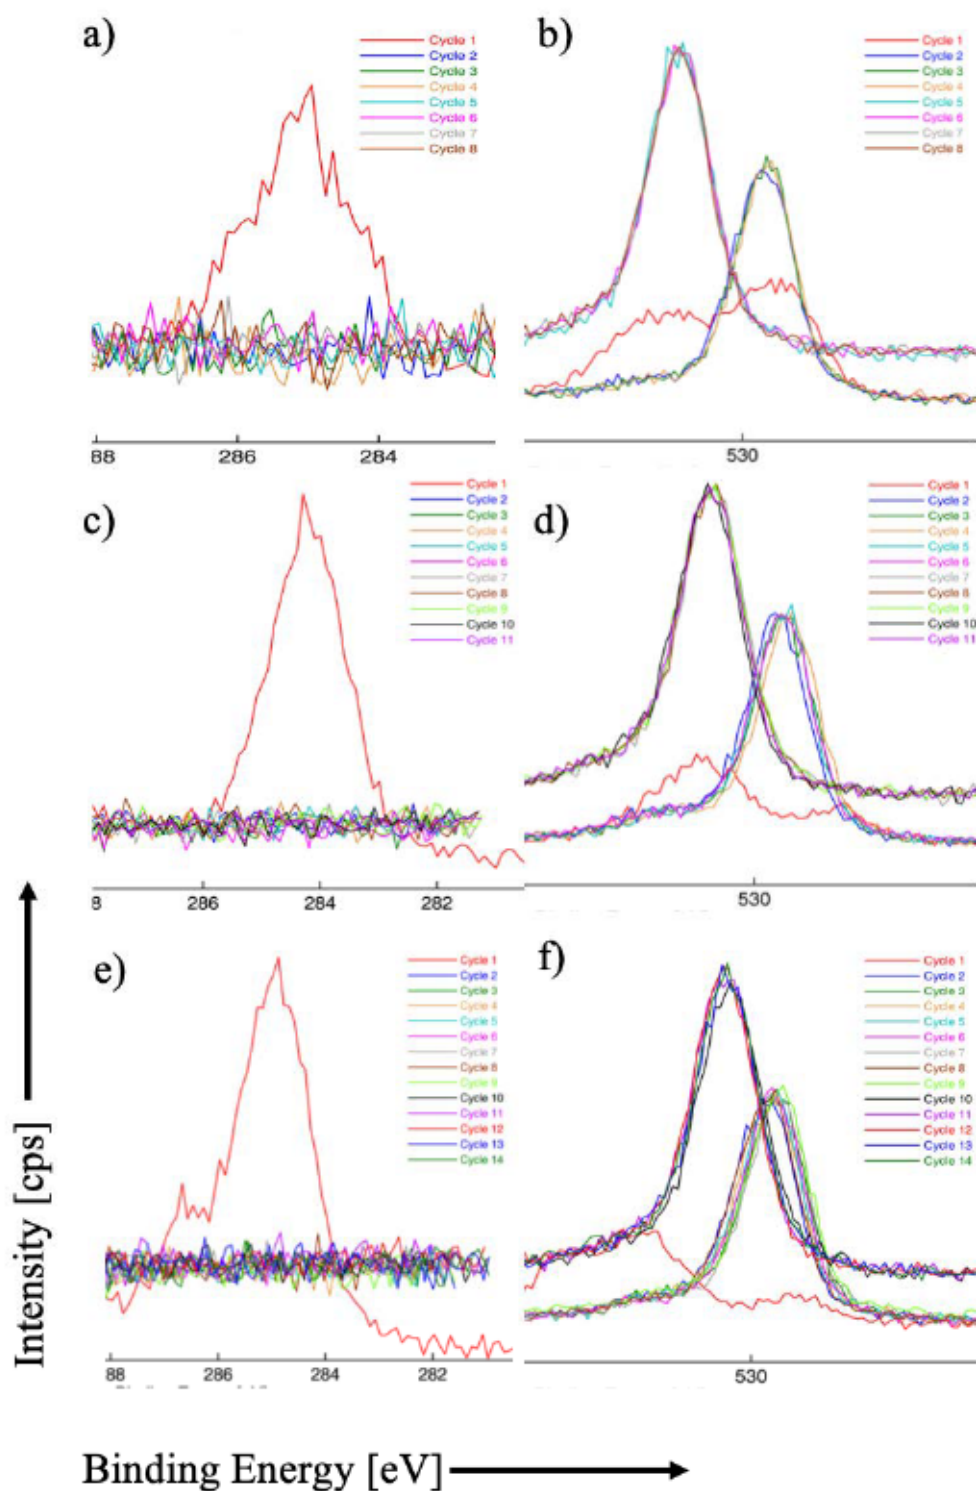 a)
Cycle 1
Cycle 2
Cycle 3
Cycle 4
Cycle 5
Cycle 6
Cycle 7
Cycle 8
88 286 284
b)
Cycle 1
Cycle 2
Cycle 3
Cycle 4
Cycle 5
Cycle 6
Cycle 7
Cycle 8
530
c)
Cycle 1
Cycle 2
Cycle 3
Cycle 4
Cycle 5
Cycle 6
Cycle 7
Cycle 8
Cycle 9
Cycle 10
Cycle 11
8 286 284 282
d)
Cycle 1
Cycle 2
Cycle 3
Cycle 4
Cycle 5
Cycle 6
Cycle 7
Cycle 8
Cycle 9
Cycle 10
Cycle 11
530
e)
Cycle 1
Cycle 2
Cycle 3
Cycle 4
Cycle 5
Cycle 6
Cycle 7
Cycle 8
Cycle 9
Cycle 10
Cycle 11
Cycle 12
Cycle 13
Cycle 14
88 286 284 282
f)
Cycle 1
Cycle 2
Cycle 3
Cycle 4
Cycle 5
Cycle 6
Cycle 7
Cycle 8
Cycle 9
Cycle 10
Cycle 11
Cycle 12
Cycle 13
Cycle 14
530
Intensity [cps]
Binding Energy [eV]